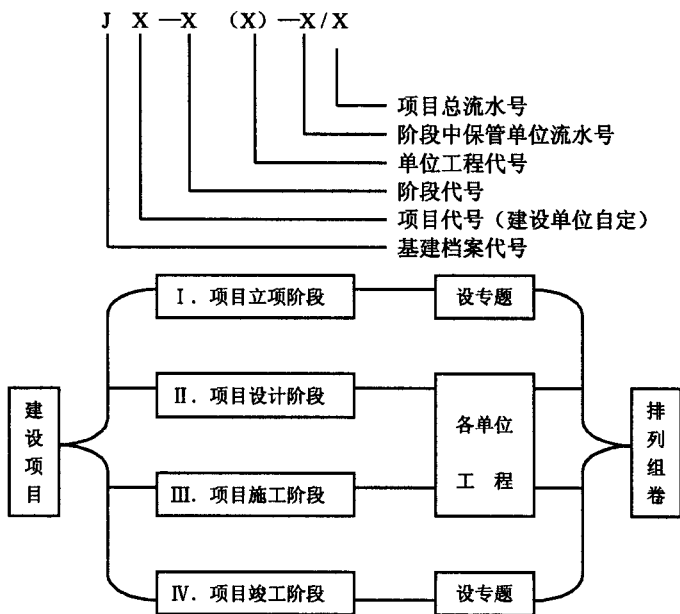 J X—X （X）—X/X
项目总流水号
阶段中保管单位流水号
单位工程代号
阶段代号
项目代号（建设单位自定）
基建档案代号
建设项目
Ⅰ．项目立项阶段
设专题
Ⅱ．项目设计阶段
各单位
工程
Ⅲ．项目施工阶段
Ⅳ．项目竣工阶段
设专题
排列组卷